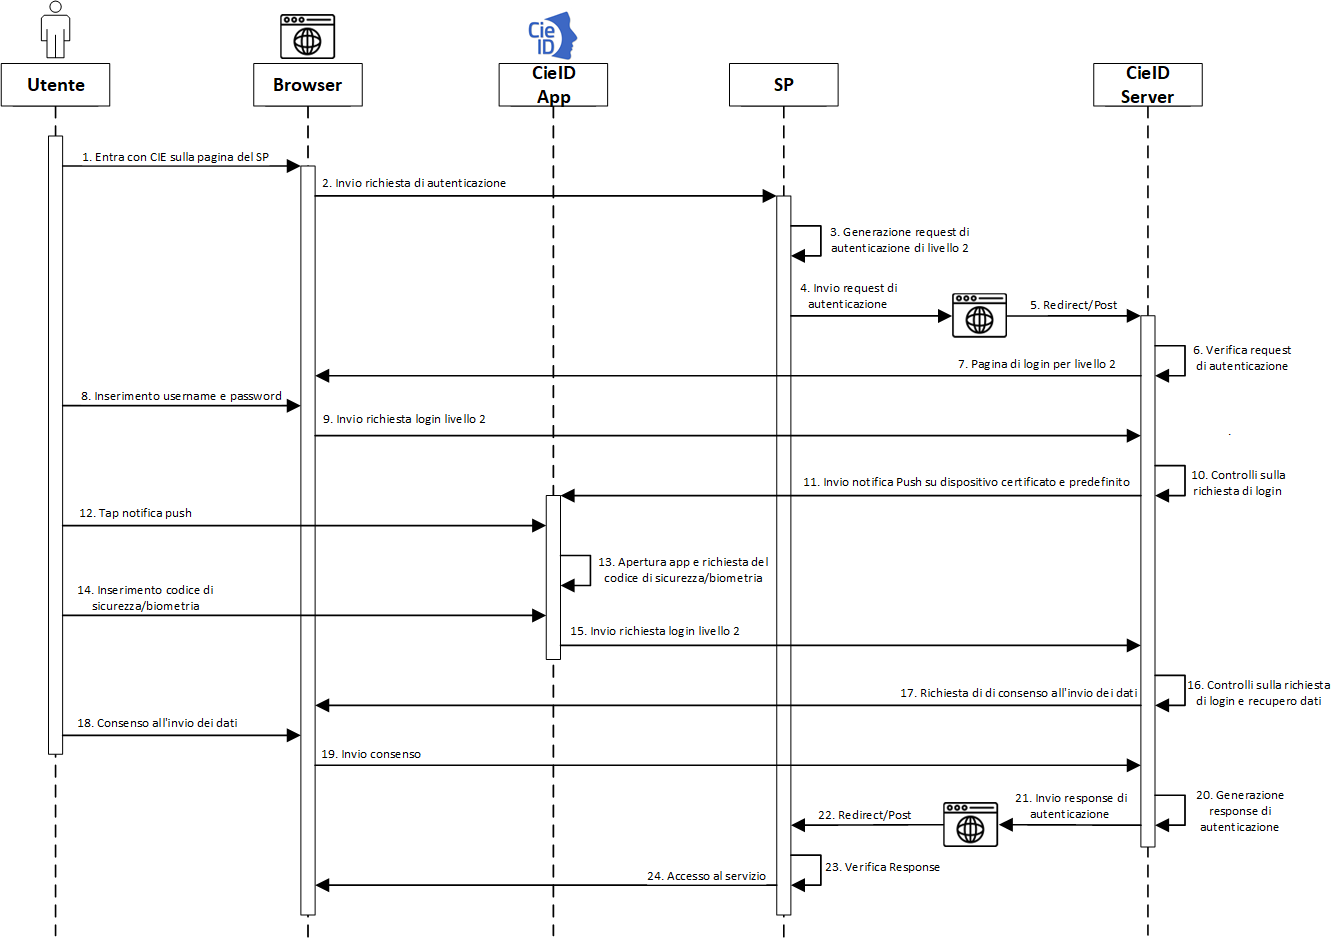 Cie
ID
Utente
Browser
CieID
App
SP
CieID
Server
1. Entra con CIE sulla pagina del SP
2. Invio richiesta di autenticazione
3. Generazione request di
autenticazione di livello 2
4. Invio request di
autenticazione
5. Redirect/Post
6. Verifica request
di autenticazione
7. Pagina di login per livello 2
8. Inserimento username e password
9. Invio richiesta login livello 2
10. Controlli sulla
richiesta di login
11. Invio notifica Push su dispositivo certificato e predefinito
12. Tap notifica push
13. Apertura app e richiesta del
codice di sicurezza/biometria
14. Inserimento codice di
sicurezza/biometria
15. Invio richiesta login livello 2
16. Controlli sulla richiesta
di login e recupero dati
17. Richiesta di di consenso all'invio dei dati
18. Consenso all'invio dei dati
19. Invio consenso
20. Generazione
response di
autenticazione
21. Invio response di
autenticazione
22. Redirect/Post
23. Verifica Response
24. Accesso al servizio